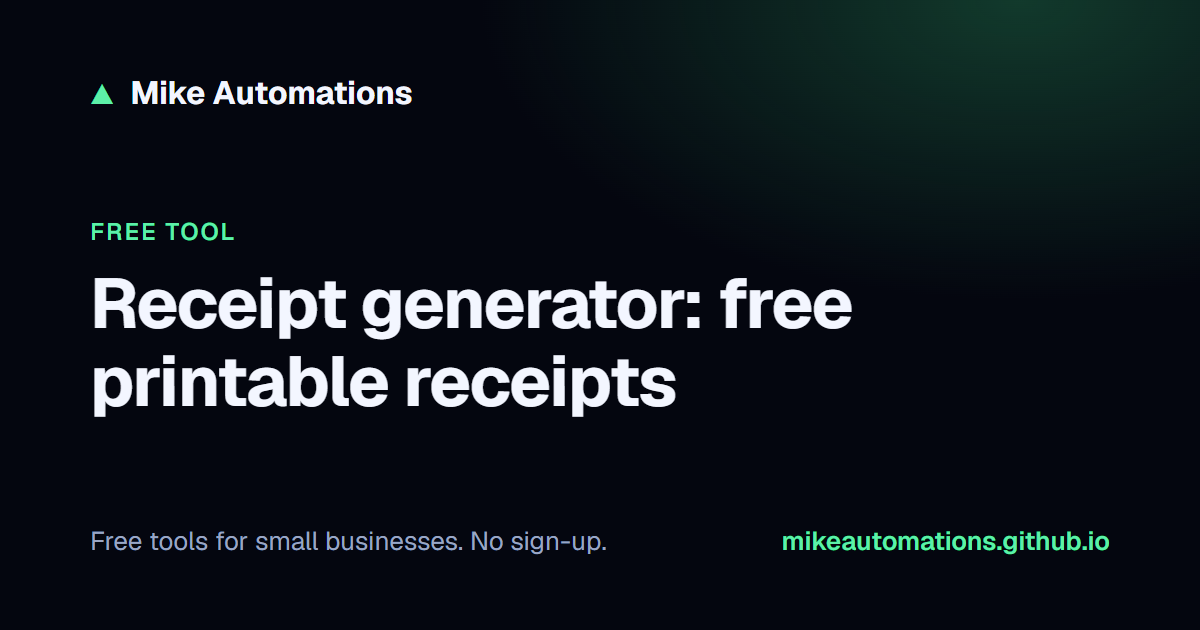 Mike Automations
FREE TOOL
Receipt generator: free
printable receipts
Free tools for small businesses. No sign-up.
mikeautomations.github.io